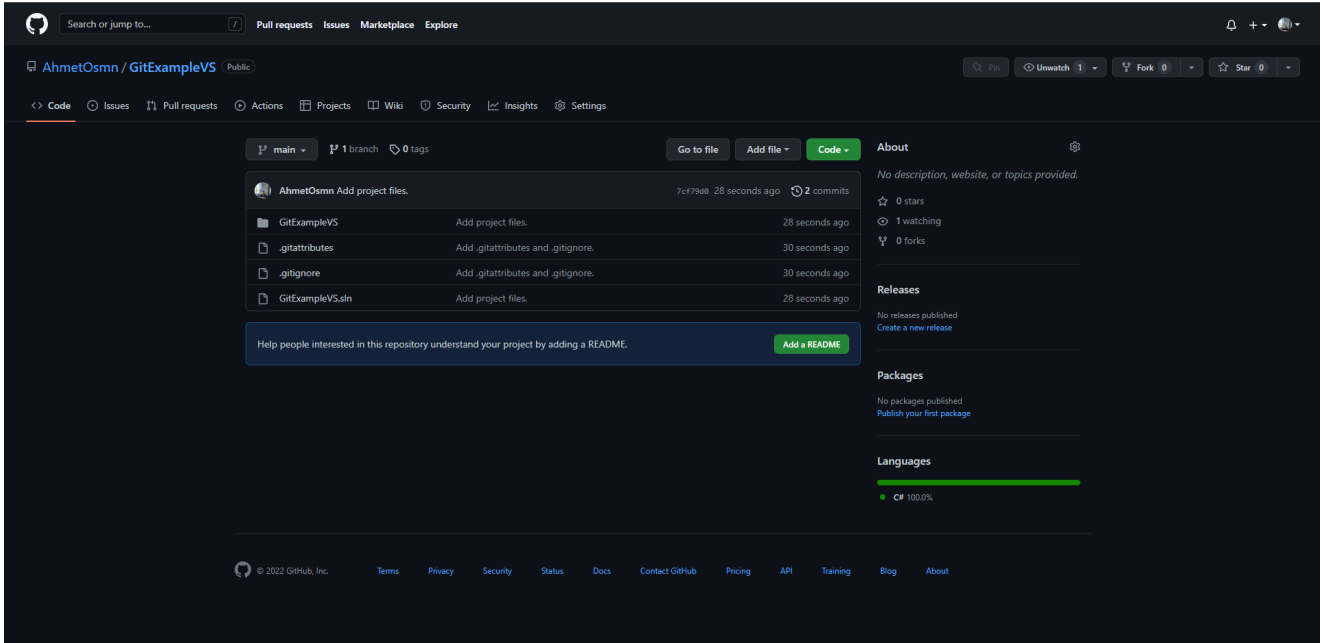 Search or jump to... /
Pull requests Issues Marketplace Explore
AhmetOsmn / GitExampleVS Public
Pin Unwatch 1 Fork 0 Star 0
Code Issues Pull requests Actions Projects Wiki Security Insights Settings
main 1 branch 0 tags Go to file Add file Code
AhmetOsmn Add project files. 7cf79d0 28 seconds ago 2 commits
GitExampleVS Add project files. 28 seconds ago
.gitattributes Add .gitattributes and .gitignore. 30 seconds ago
.gitignore Add .gitattributes and .gitignore. 30 seconds ago
GitExampleVS.sln Add project files. 28 seconds ago
Help people interested in this repository understand your project by adding a README. Add a README
About
No description, website, or topics provided.
0 stars
1 watching
0 forks
Releases
No releases published
Create a new release
Packages
No packages published
Publish your first package
Languages
C# 100.0%
© 2022 GitHub, Inc. Terms Privacy Security Status Docs Contact GitHub Pricing API Training Blog About